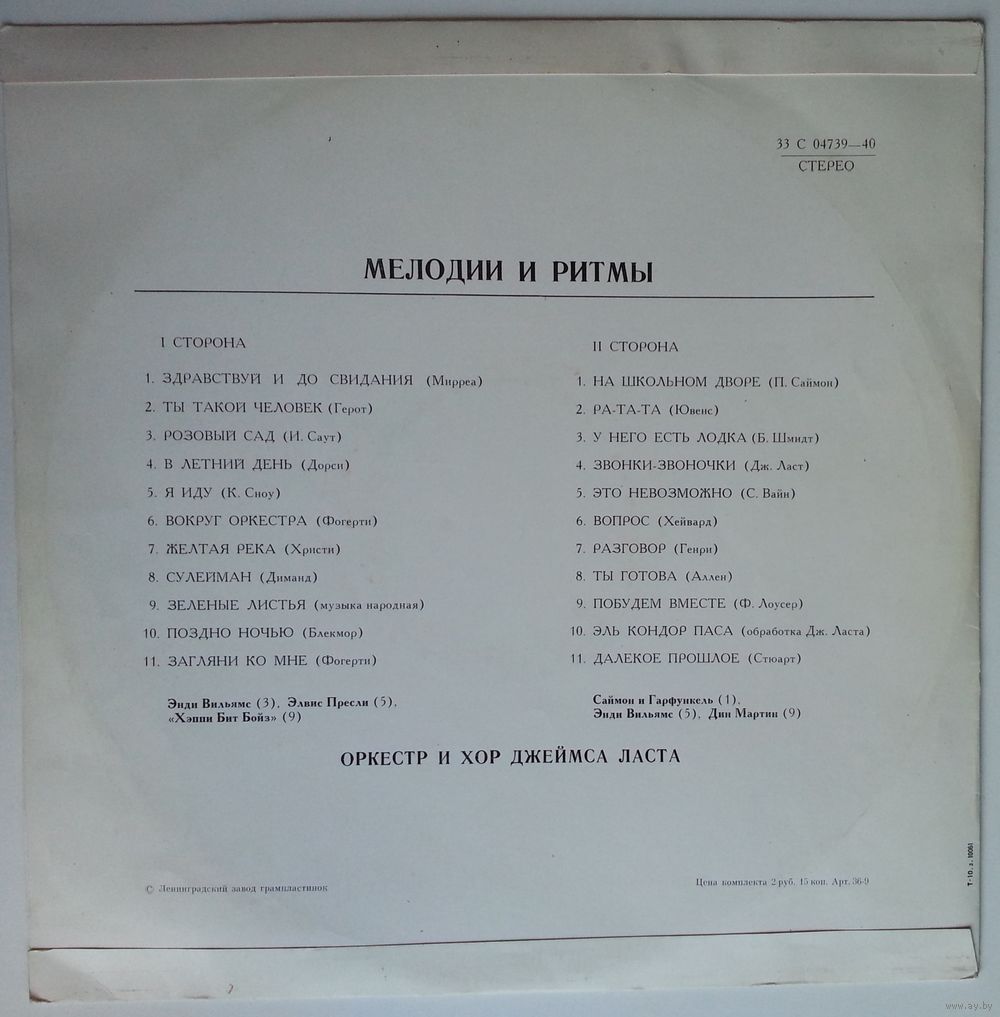 33 С 04739—40
СТЕРЕО
МЕЛОДИИ И РИТМЫ
I СТОРОНА
1. ЗДРАВСТВУЙ И ДО СВИДАНИЯ (Мирреа)
2. ТЫ ТАКОЙ ЧЕЛОВЕК (Герот)
3. РОЗОВЫЙ САД (И. Саут)
4. В ЛЕТНИЙ ДЕНЬ (Дорси)
5. Я ИДУ (К. Сноу)
6. ВОКРУГ ОРКЕСТРА (Фогерти)
7. ЖЕЛТАЯ РЕКА (Христи)
8. СУЛЕЙМАН (Диманд)
9. ЗЕЛЕНЫЕ ЛИСТЬЯ (музыка народная)
10. ПОЗДНО НОЧЬЮ (Блекмор)
11. ЗАГЛЯНИ КО МНЕ (Фогерти)
Энди Вильямс (3), Элвис Пресли (5),
«Хэппи Бит Бойз» (9)
II СТОРОНА
1. НА ШКОЛЬНОМ ДВОРЕ (П. Саймон)
2. РА-ТА-ТА (Ювенс)
3. У НЕГО ЕСТЬ ЛОДКА (Б. Шмидт)
4. ЗВОНКИ-ЗВОНОЧКИ (Дж. Ласт)
5. ЭТО НЕВОЗМОЖНО (С. Вайн)
6. ВОПРОС (Хейвард)
7. РАЗГОВОР (Генри)
8. ТЫ ГОТОВА (Аллен)
9. ПОБУДЕМ ВМЕСТЕ (Ф. Лоусер)
10. ЭЛЬ КОНДОР ПАСА (обработка Дж. Ласта)
11. ДАЛЕКОЕ ПРОШЛОЕ (Стюарт)
Саймон и Гарфункель (1),
Энди Вильямс (5), Дин Мартин (9)
ОРКЕСТР И ХОР ДЖЕЙМСА ЛАСТА
© Ленинградский завод грампластинок
Цена комплекта 2 руб. 15 коп. Арт. 36-9
Т-10. з. 10061
www.ay.by